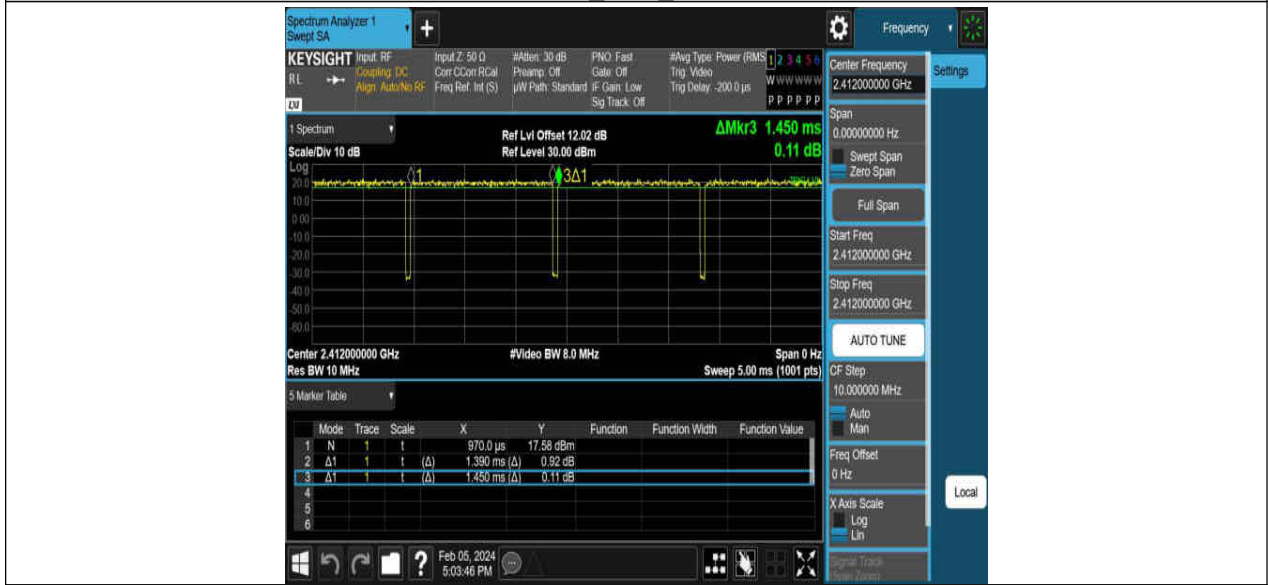 Spectrum Analyzer 1
Swept SA
+
Frequency
KEYSIGHT
RL
LXI
Input: RF
Coupling: DC
Align: Auto/No RF
Input Z: 50 Ω
Corr CCorr RCal
Freq Ref: Int (S)
#Atten: 30 dB
Preamp: Off
µW Path: Standard
PNO: Fast
Gate: Off
IF Gain: Low
Sig Track: Off
#Avg Type: Power (RMS
Trig: Video
Trig Delay: -200.0 µs
1 2 3 4 5 6
W W W W W W
P P P P P P
1 Spectrum
Scale/Div 10 dB
Ref Lvl Offset 12.02 dB
Ref Level 30.00 dBm
ΔMkr3 1.450 ms
0.11 dB
Log
1
3Δ1
20.0
10.0
0.00
-10.0
-20.0
-30.0
-40.0
-50.0
-60.0
Center 2.412000000 GHz
#Video BW 8.0 MHz
Span 0 Hz
Res BW 10 MHz
Sweep 5.00 ms (1001 pts)
5 Marker Table
Mode Trace Scale X Y Function Function Width Function Value
1 N 1 t 970.0 µs 17.58 dBm
2 Δ1 1 t (Δ) 1.390 ms (Δ) 0.92 dB
3 Δ1 1 t (Δ) 1.450 ms (Δ) 0.11 dB
4
5
6
?
Feb 05, 2024
5:03:46 PM
Center Frequency
2.412000000 GHz
Span
0.00000000 Hz
Swept Span
Zero Span
Full Span
Start Freq
2.412000000 GHz
Stop Freq
2.412000000 GHz
AUTO TUNE
CF Step
10.000000 MHz
Auto
Man
Freq Offset
0 Hz
X Axis Scale
Log
Lin
Signal Track
(Span Zoom)
Settings
Local